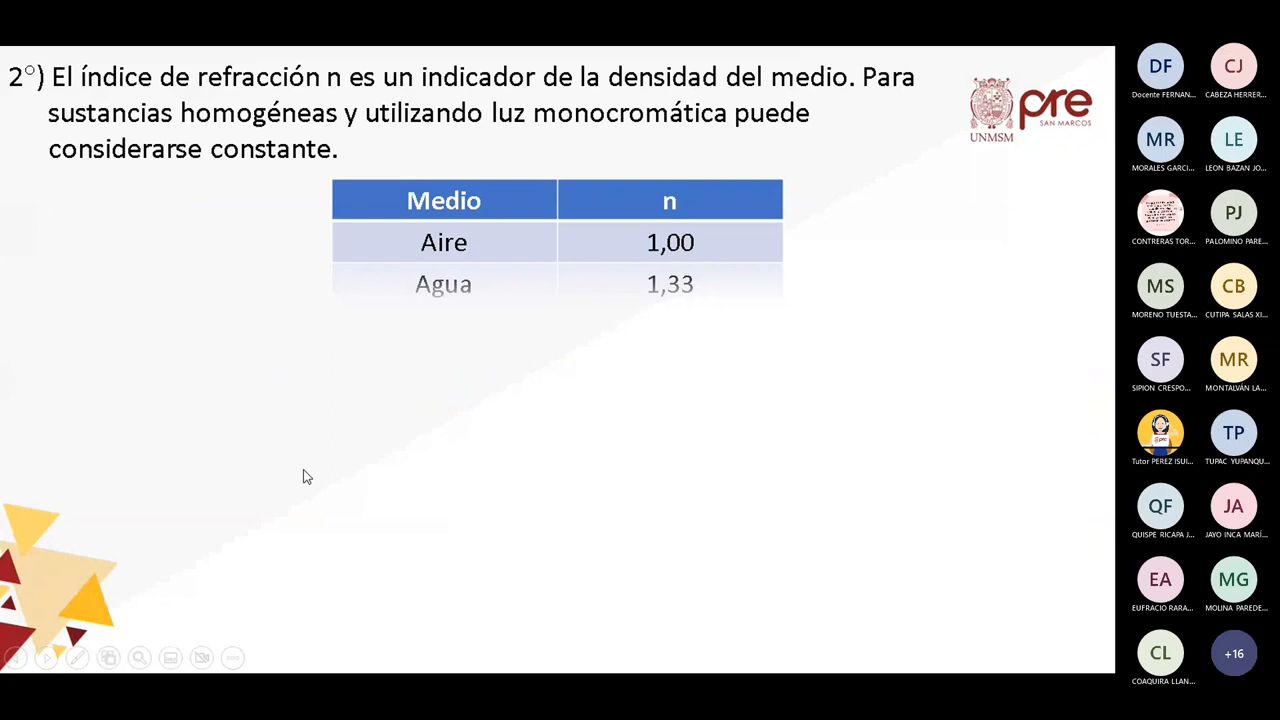 2°) El índice de refracción n es un indicador de la densidad del medio. Para
sustancias homogéneas y utilizando luz monocromática puede
considerarse constante.
UNMSM
pre
SAN MARCOS
Medio n
Aire 1,00
Agua 1,33
DF CJ
Docente FERNAN... CABEZA HERRER...
MR LE
MORALES GARCI... LEON BAZAN JO...
PJ
CONTRERAS TOR... PALOMINO PARE...
MS CB
MORENO TUESTA... CUTIPA SALAS XI...
SF MR
SIPION CRESPO... MONTALVÁN LA...
TP
Tutor PEREZ ISUI... TUPAC YUPANQU...
QF JA
QUISPE RICAPA J... JAYO INCA MARÍ...
EA MG
EUFRACIO RARA... MOLINA PAREDE...
CL +16
COAQUIRA LLAN...